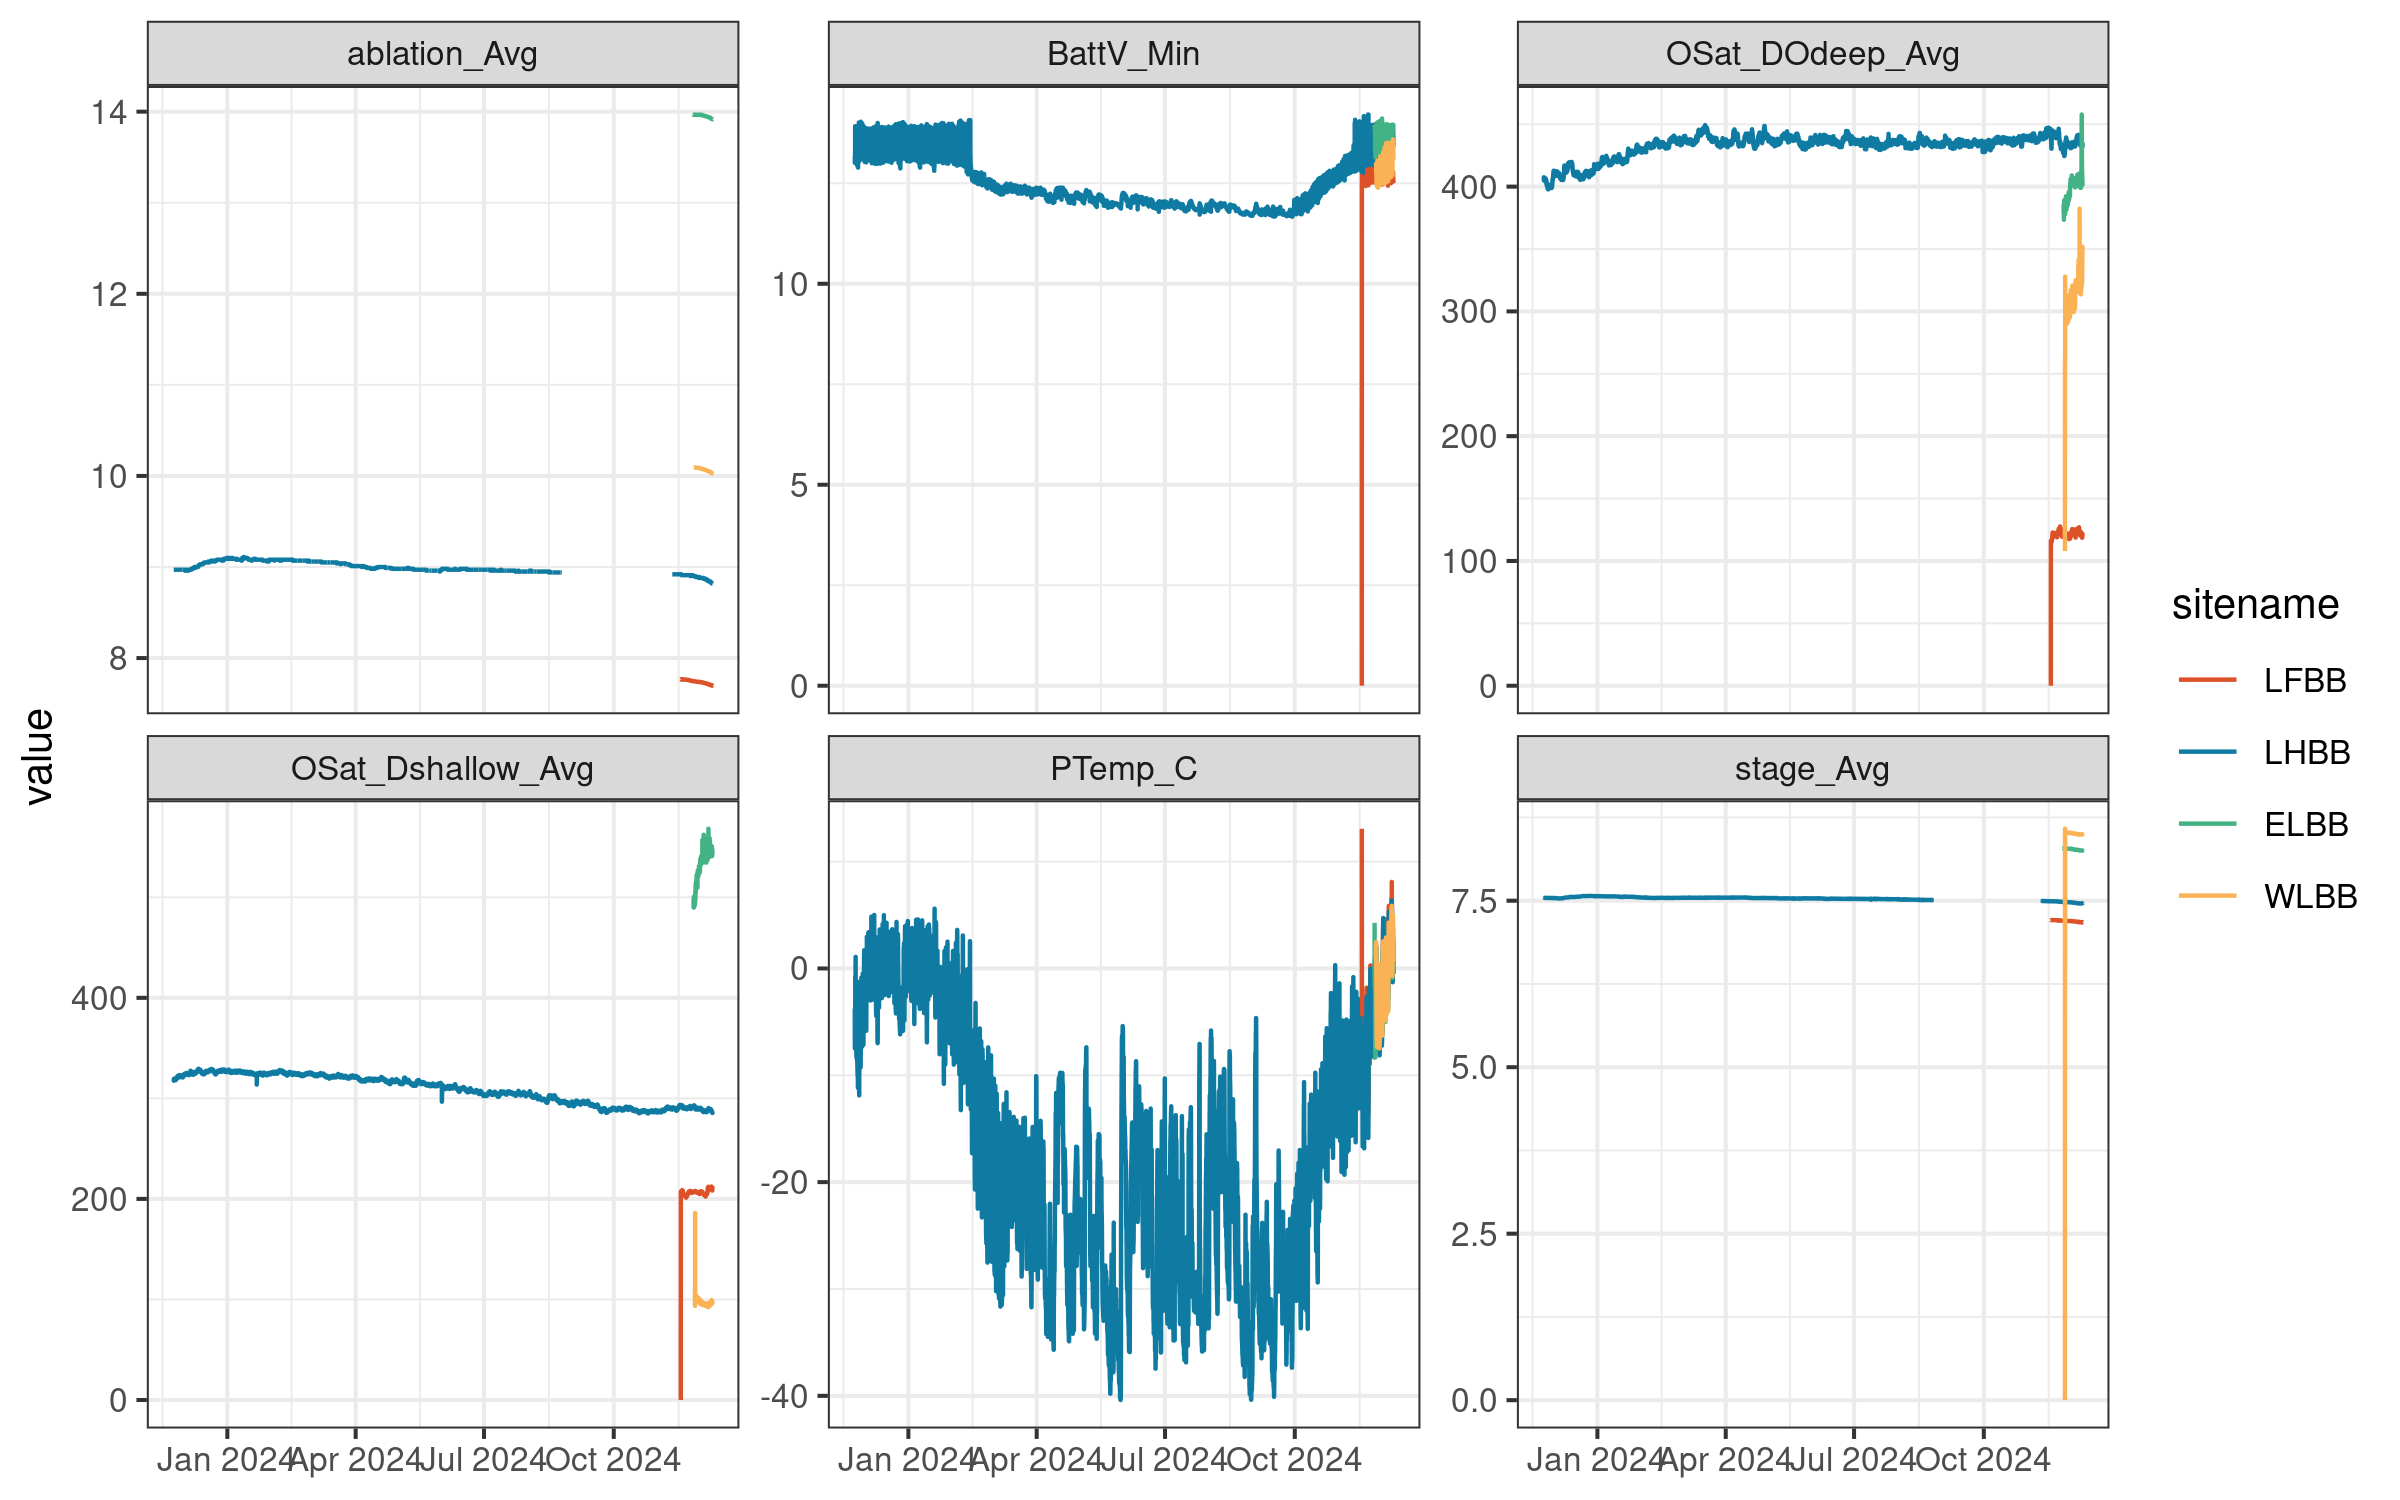 ablation_Avg
BattV_Min
OSat_DOdeep_Avg
14
12
10
8
10
5
0
400
300
200
100
0
value
OSat_Dshallow_Avg
PTemp_C
stage_Avg
400
200
0
0
-20
-40
7.5
5.0
2.5
0.0
Jan 2024 Apr 2024 Jul 2024 Oct 2024
Jan 2024 Apr 2024 Jul 2024 Oct 2024
Jan 2024 Apr 2024 Jul 2024 Oct 2024
sitename
LFBB
LHBB
ELBB
WLBB